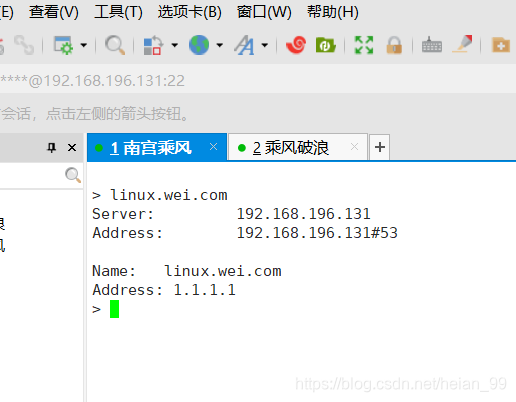 (E) 查看(V) 工具(T) 选项卡(B) 窗口(W) 帮助(H)
****@192.168.196.131:22
会话，点击左侧的箭头按钮。
1 南宫乘风 × 2 乘风破浪 × +
> linux.wei.com
Server: 192.168.196.131
Address: 192.168.196.131#53
Name: linux.wei.com
Address: 1.1.1.1
>
https://blog.csdn.net/heian_99